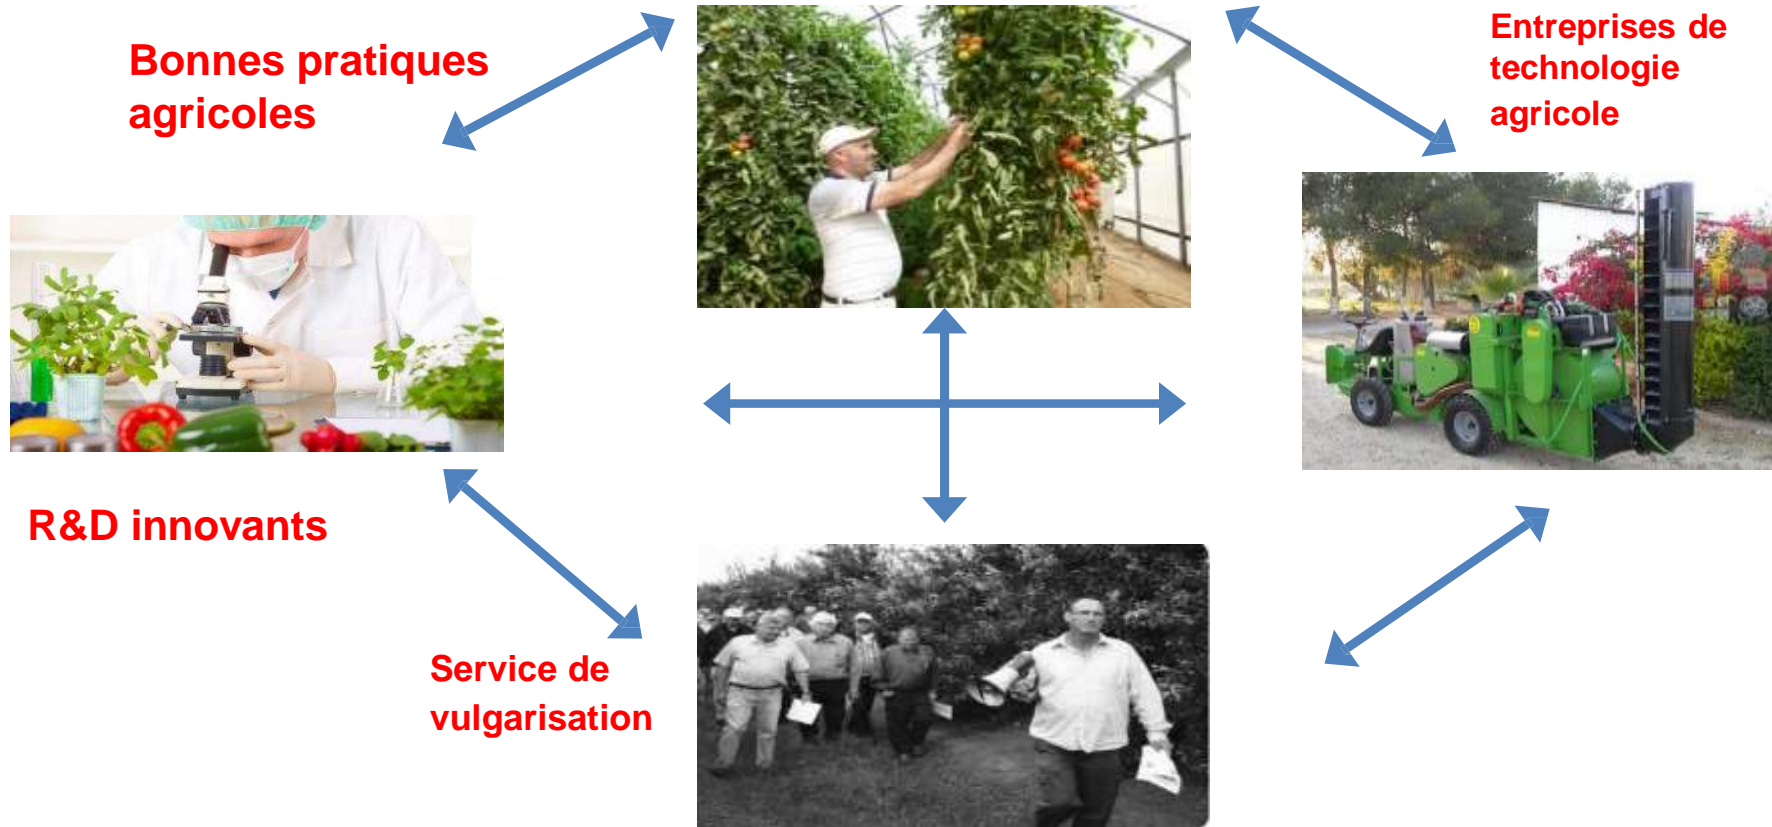 Bonnes pratiques
agricoles
Entreprises de
technologie
agricole
R&D innovants
Service de
vulgarisation